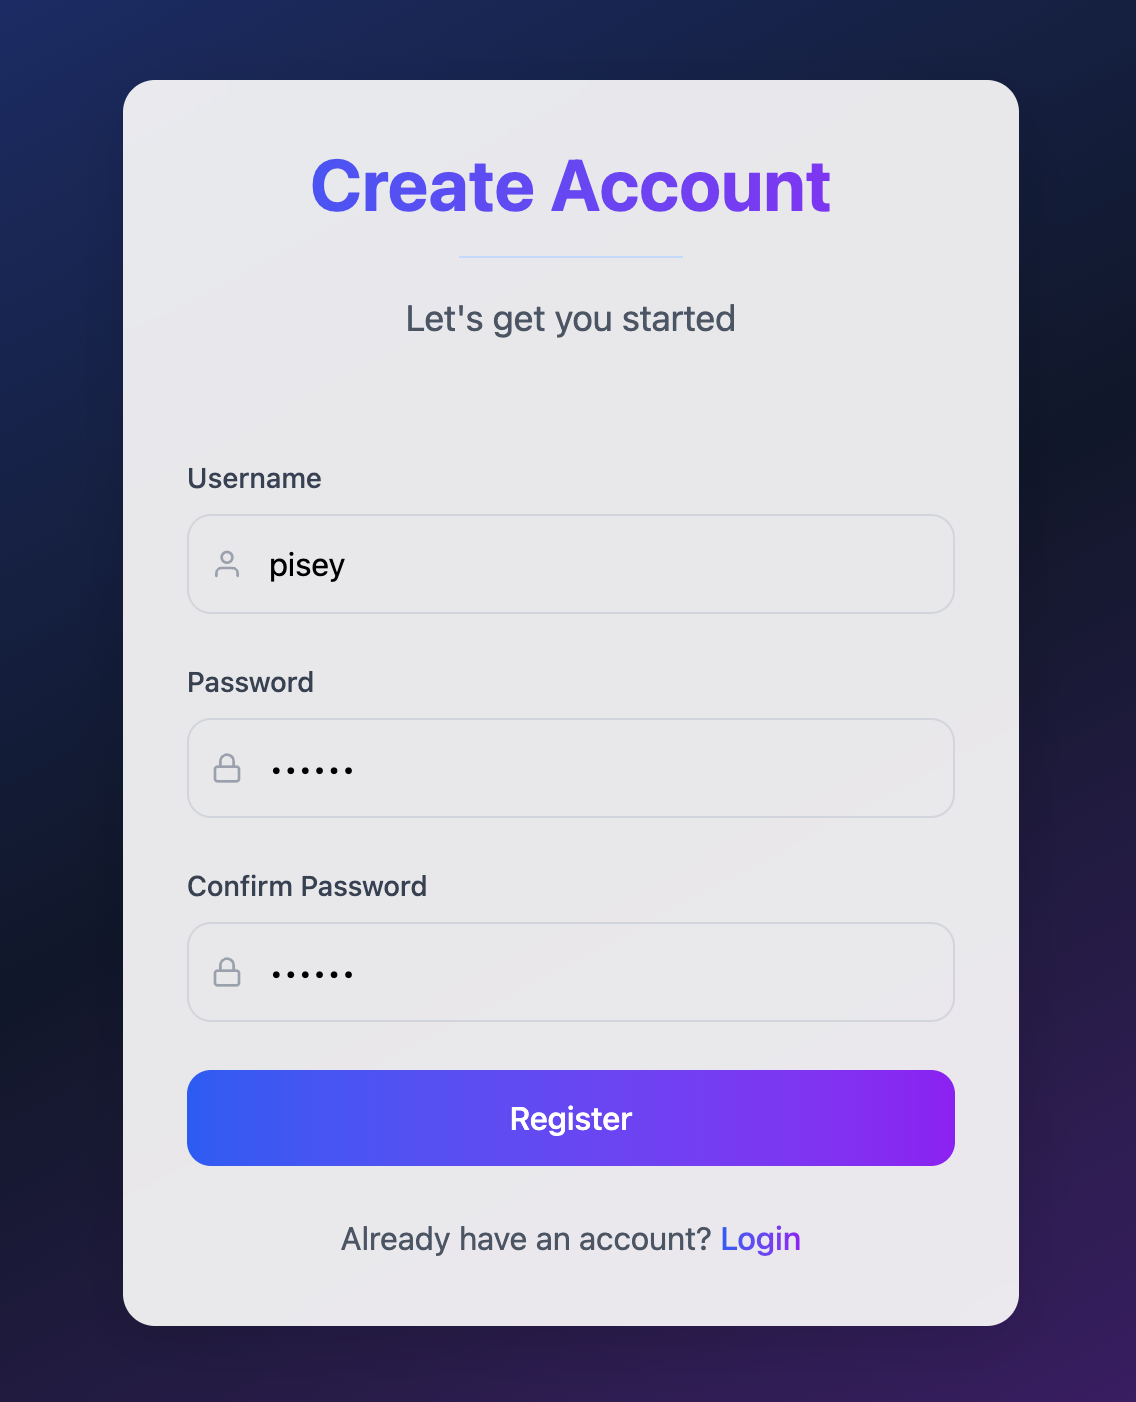 Create Account
Let's get you started
Username
pisey
Password
••••••
Confirm Password
••••••
Register
Already have an account? Login